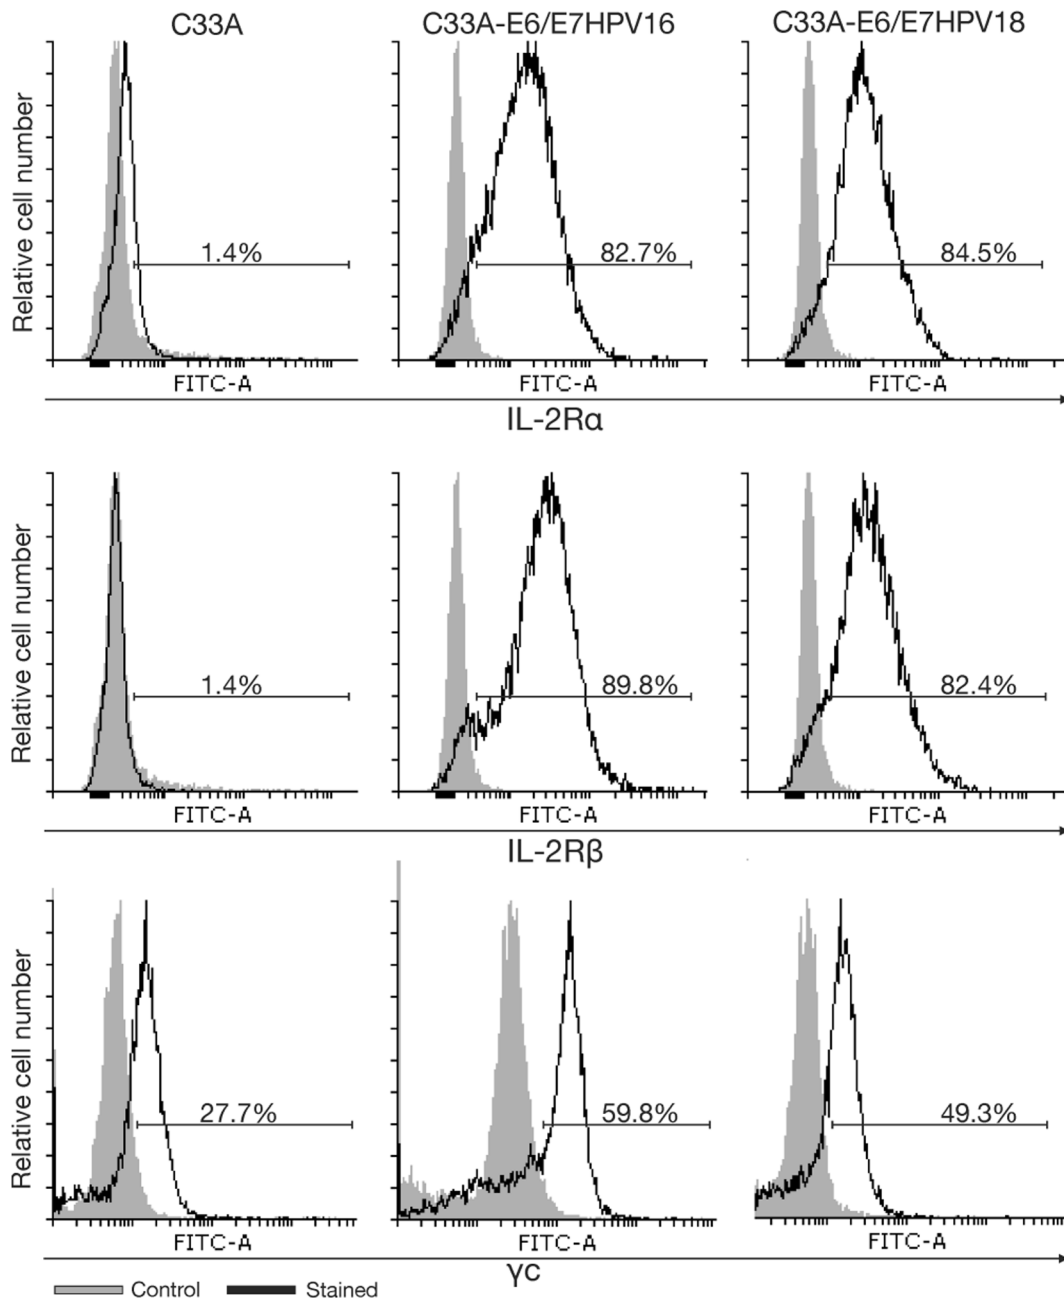 C33A C33A-E6/E7HPV16 C33A-E6/E7HPV18
Relative cell number
1.4% 82.7% 84.5%
FITC-A FITC-A FITC-A
IL-2Rα
Relative cell number
1.4% 89.8% 82.4%
FITC-A FITC-A FITC-A
IL-2Rβ
Relative cell number
27.7% 59.8% 49.3%
FITC-A FITC-A FITC-A
γc
Control Stained